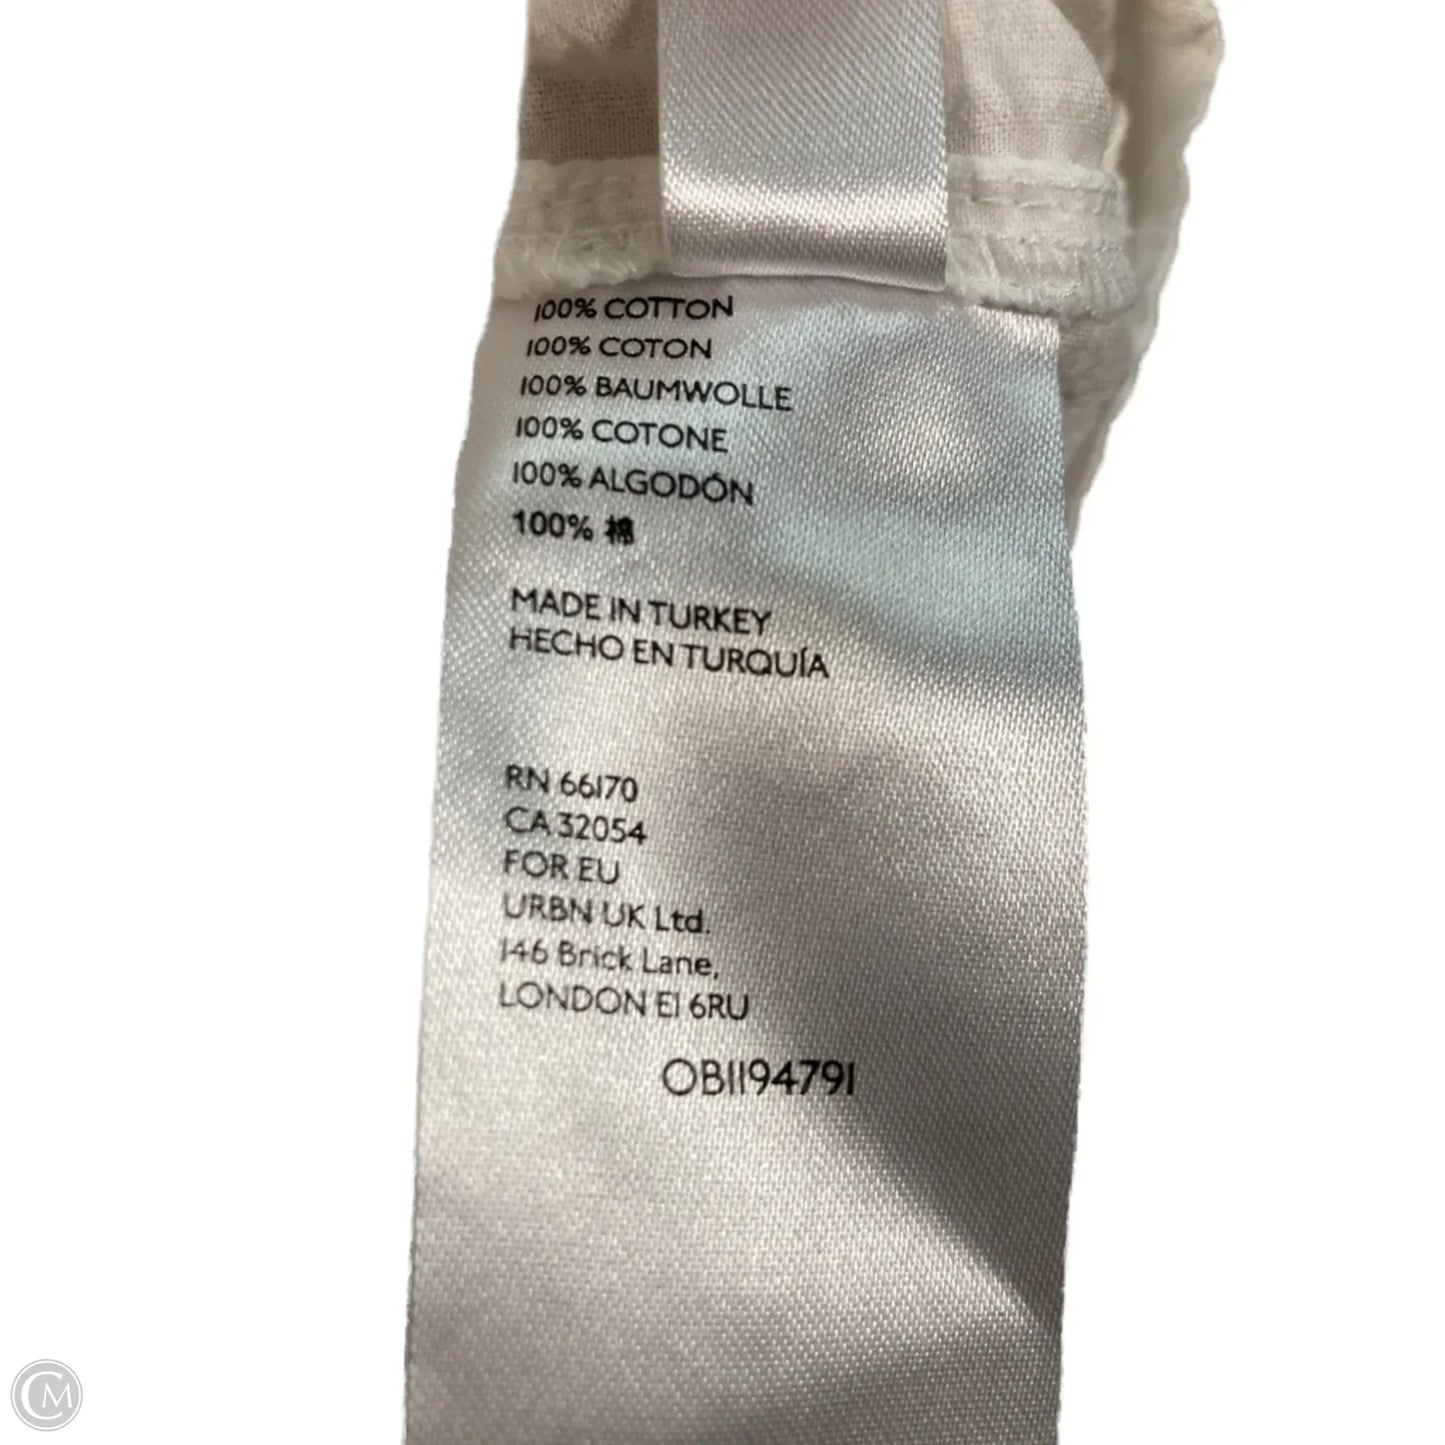 100% COTTON
100% COTON
100% BAUMWOLLE
100% COTONE
100% ALGODÓN
100% 棉
MADE IN TURKEY
HECHO EN TURQUÍA
RN 66170
CA 32054
FOR EU
URBN UK Ltd.
146 Brick Lane,
LONDON E1 6RU
OB1194791
CM